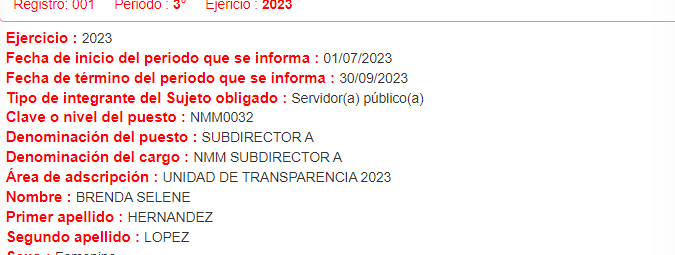 Registro: 001 Periodo : 3° Ejericio : 2023
Ejercicio : 2023
Fecha de inicio del periodo que se informa : 01/07/2023
Fecha de término del periodo que se informa : 30/09/2023
Tipo de integrante del Sujeto obligado : Servidor(a) público(a)
Clave o nivel del puesto : NMM0032
Denominación del puesto : SUBDIRECTOR A
Denominación del cargo : NMM SUBDIRECTOR A
Área de adscripción : UNIDAD DE TRANSPARENCIA 2023
Nombre : BRENDA SELENE
Primer apellido : HERNANDEZ
Segundo apellido : LOPEZ
Sexo : Femenino